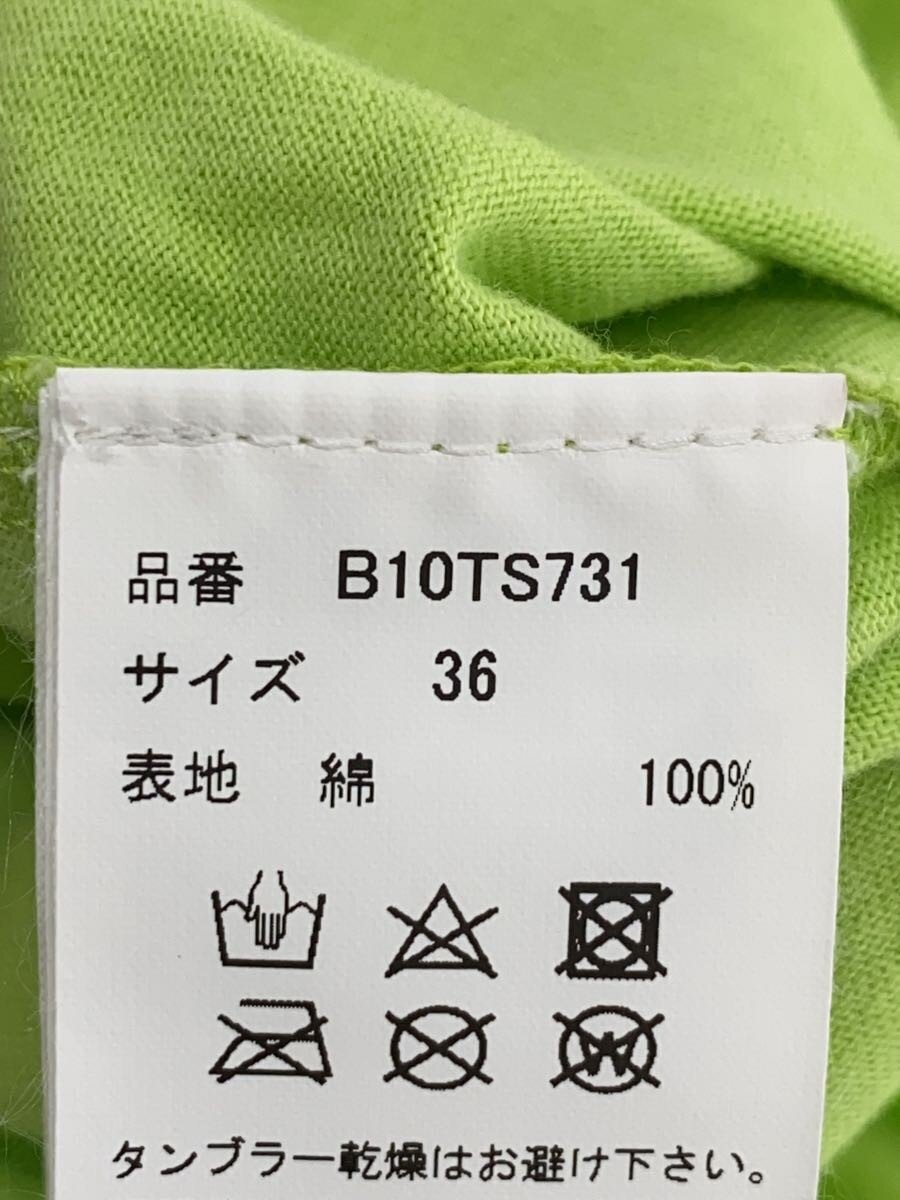 品番 B10TS731
サイズ 36
表地 綿 100%
W
タンブラー乾燥はお避け下さい。